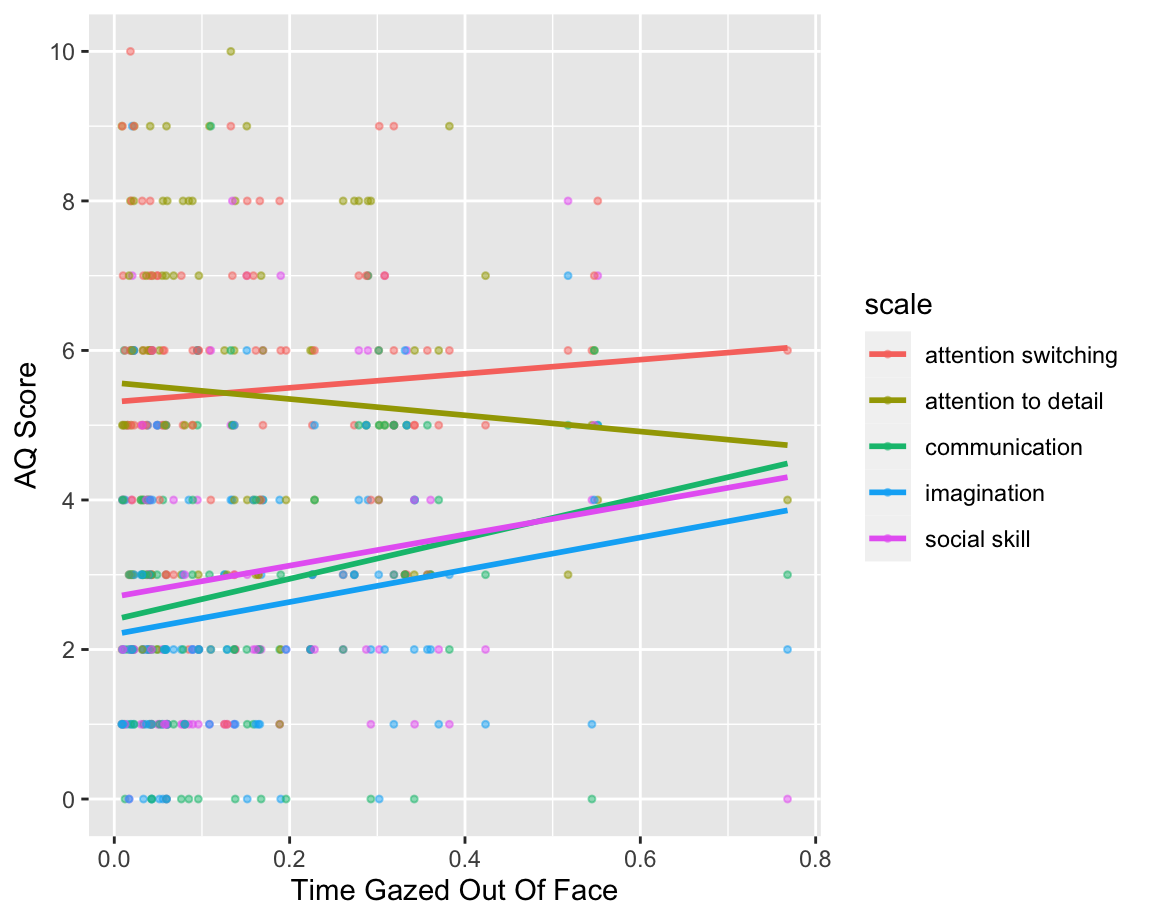 10
8
6
4
2
0
AQ Score
0.0 0.2 0.4 0.6 0.8
Time Gazed Out Of Face
scale
attention switching
attention to detail
communication
imagination
social skill